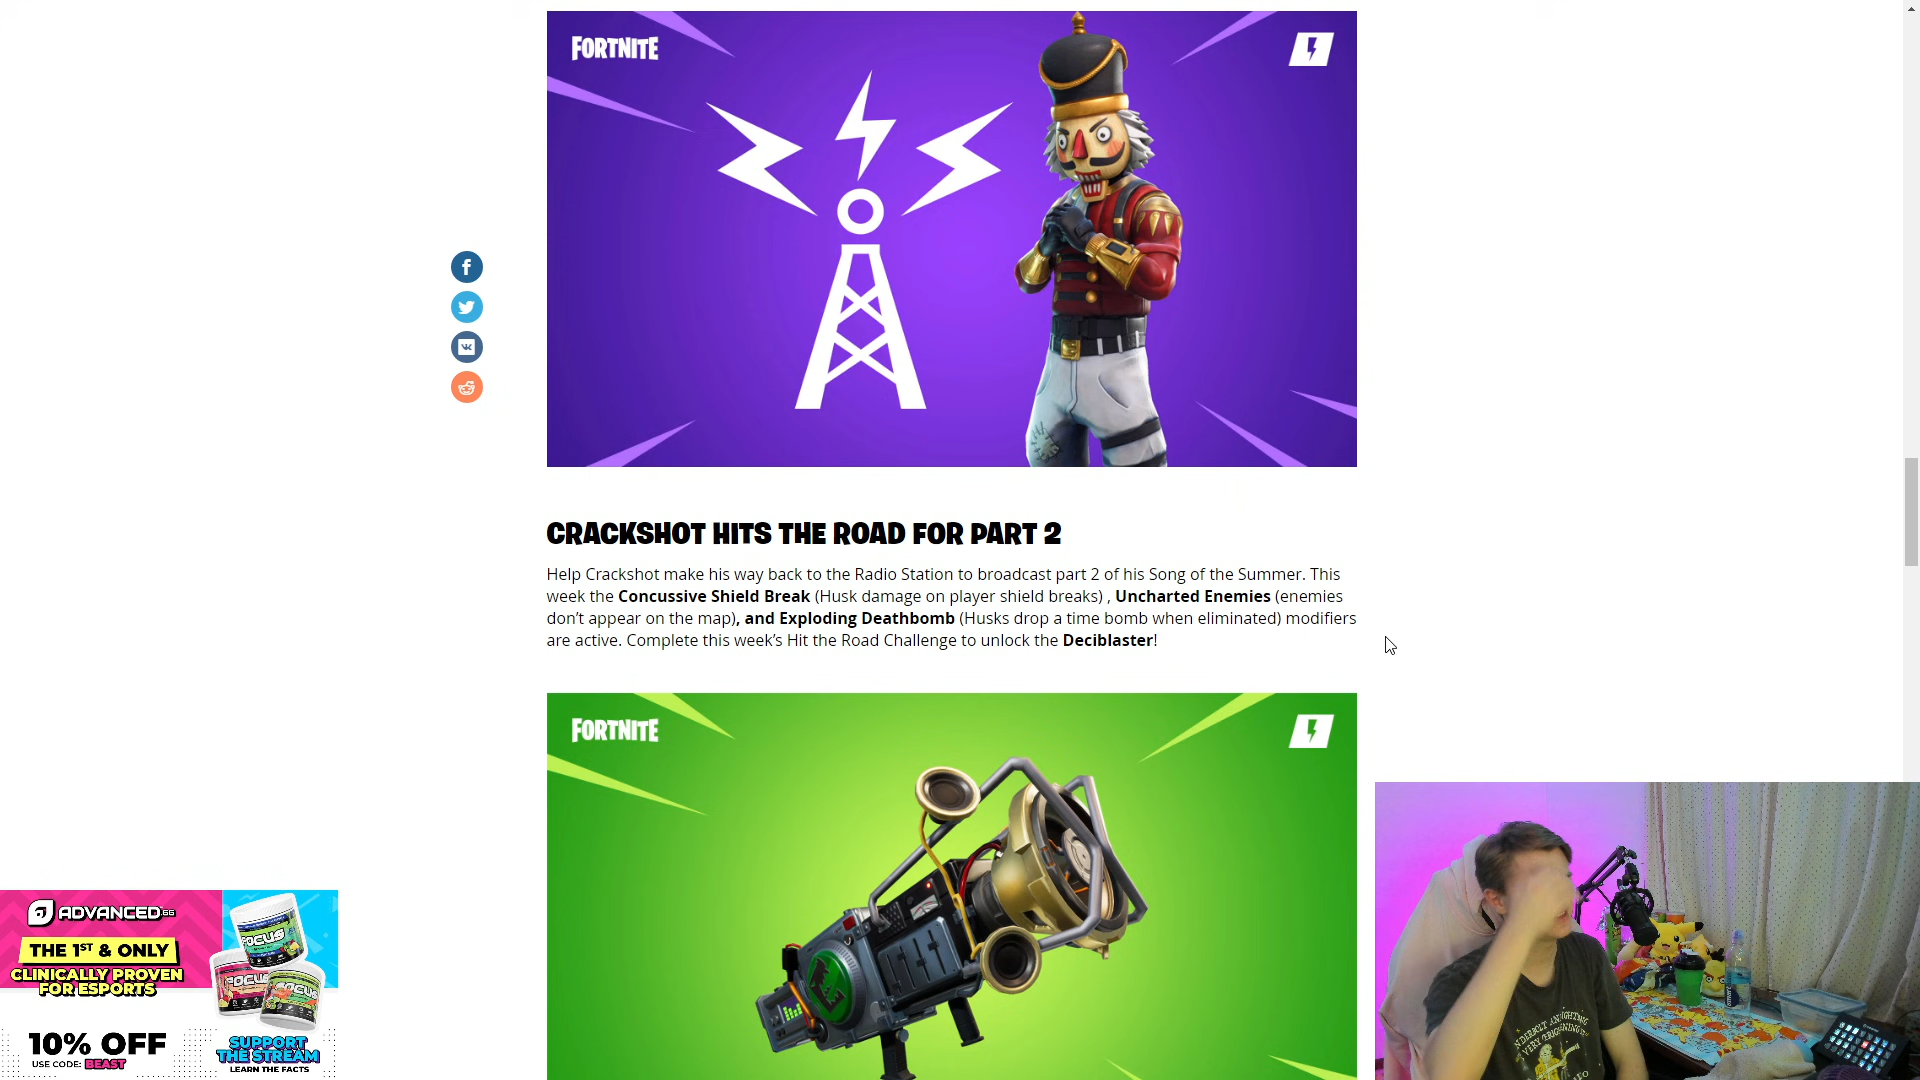 FORTNITE
CRACKSHOT HITS THE ROAD FOR PART 2
Help Crackshot make his way back to the Radio Station to broadcast part 2 of his Song of the Summer. This
week the Concussive Shield Break (Husk damage on player shield breaks) , Uncharted Enemies (enemies
don’t appear on the map), and Exploding Deathbomb (Husks drop a time bomb when eliminated) modifiers
are active. Complete this week’s Hit the Road Challenge to unlock the Deciblaster!
FORTNITE
ADVANCED.GG
THE 1ST & ONLY
CLINICALLY PROVEN
FOR ESPORTS
10% OFF
USE CODE: BEAST
FOCUS
FOCUS
FOCUS
SUPPORT
THE STREAM
LEARN THE FACTS